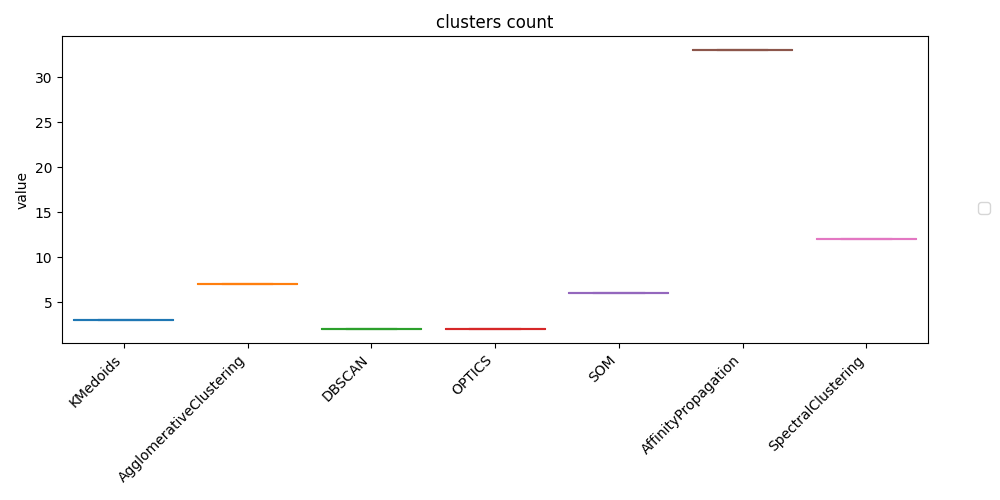 clusters count
value
30
25
20
15
10
5
KMedoids
AgglomerativeClustering
DBSCAN
OPTICS
SOM
AffinityPropagation
SpectralClustering